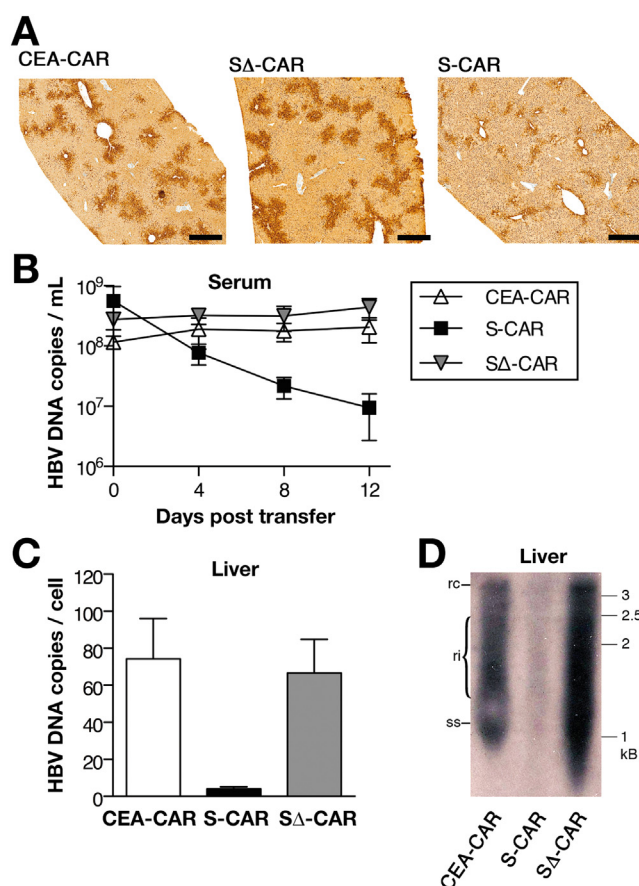 A
CEA-CAR
SΔ-CAR
S-CAR
B
Serum
HBV DNA copies / mL
10⁹
10⁸
10⁷
10⁶
0
4
8
12
Days post transfer
CEA-CAR
S-CAR
SΔ-CAR
C
Liver
HBV DNA copies / cell
120
100
80
60
40
20
0
CEA-CAR
S-CAR
SΔ-CAR
D
Liver
rc
ri
ss
3
2.5
2
1
kB
CEA-CAR
S-CAR
SΔ-CAR